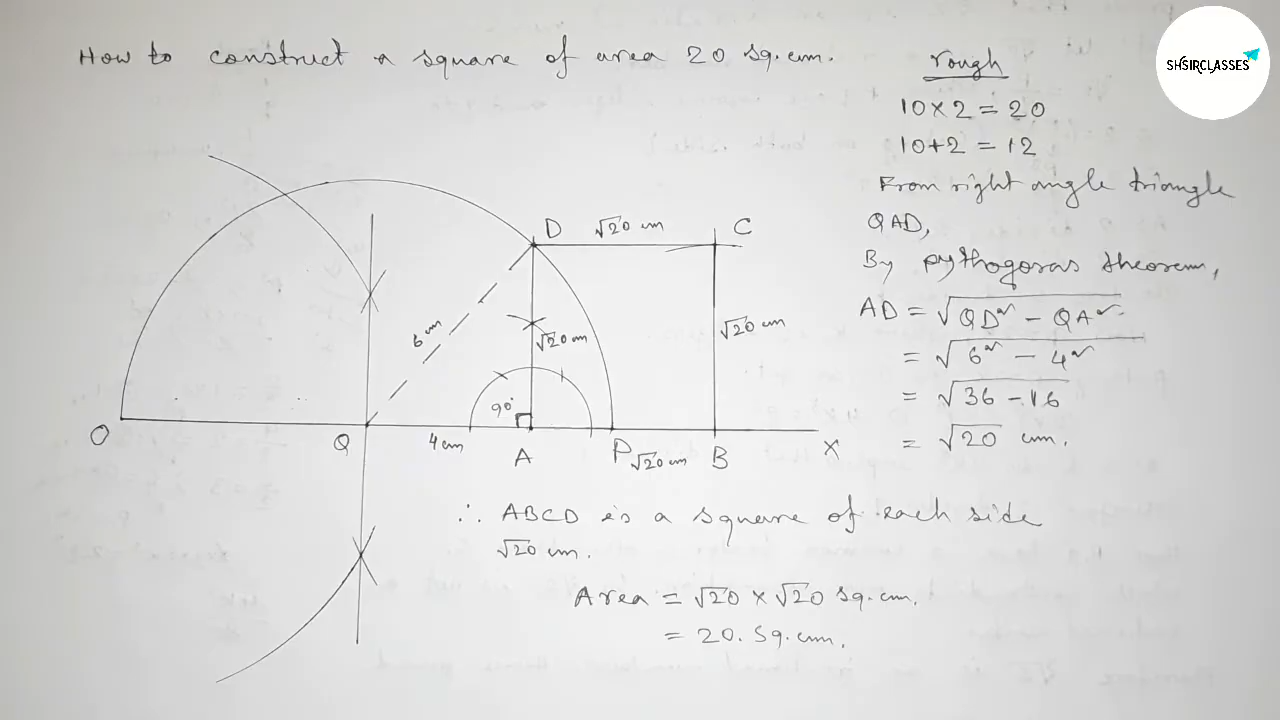 How to construct a square of area 20 sq.cm.
SHSIRCLASSES
rough
10×2 = 20
10+2 = 12
From right angle triangle
QAD,
By pythogoras theorem,
AD = √QD² - QA²
= √6² - 4²
= √36 - 16
= √20 cm.
D √20 cm C
6 cm
√20 cm
√20 cm
90°
O Q 4cm A P √20 cm B X
∴ ABCD is a square of each side
√20 cm.
Area = √20 × √20 sq.cm.
= 20. sq.cm.